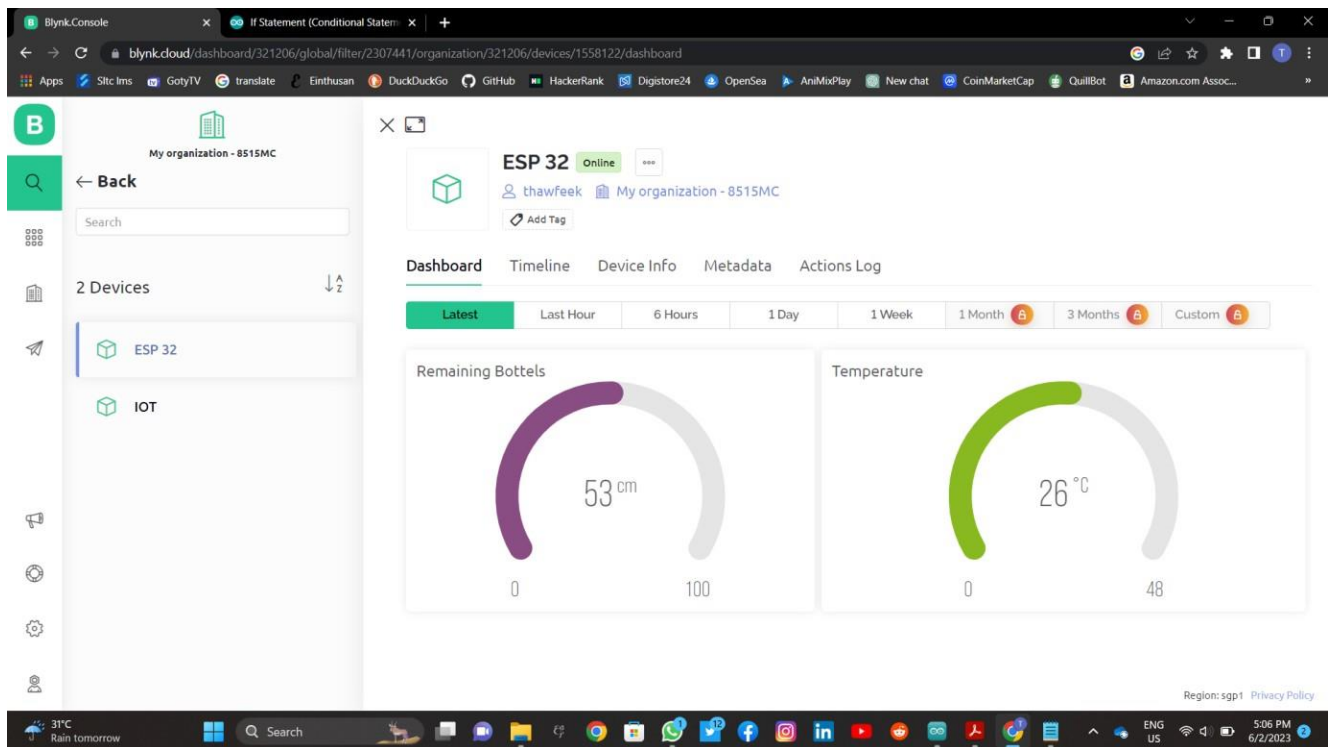 Blynk.Console
If Statement (Conditional Statem
blynk.cloud/dashboard/321206/global/filter/2307441/organization/321206/devices/1558122/dashboard
T
Apps Sltc lms GotyTV translate Einthusan DuckDuckGo GitHub HackerRank Digistore24 OpenSea AniMixPlay New chat CoinMarketCap QuillBot Amazon.com Assoc... »
B
My organization - 8515MC
← Back
Search
2 Devices
A
Z
ESP 32
IOT
ESP 32 Online
thawfeek My organization - 8515MC
Add Tag
Dashboard Timeline Device Info Metadata Actions Log
Latest Last Hour 6 Hours 1 Day 1 Week 1 Month 3 Months Custom
Remaining Bottels
53 cm
0 100
Temperature
26 °C
0 48
Region: sgp1 Privacy Policy
31°C
Rain tomorrow
Search
12
in
ENG
US
5:06 PM
6/2/2023
2